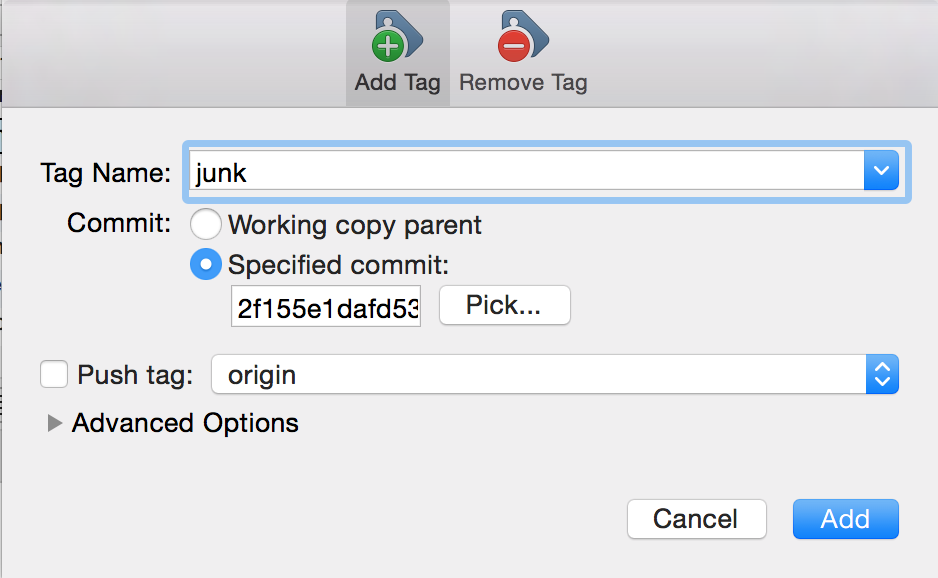 Add Tag Remove Tag
Tag Name: junk
Commit: Working copy parent
Specified commit:
2f155e1dafd53 Pick...
Push tag: origin
Advanced Options
Cancel Add